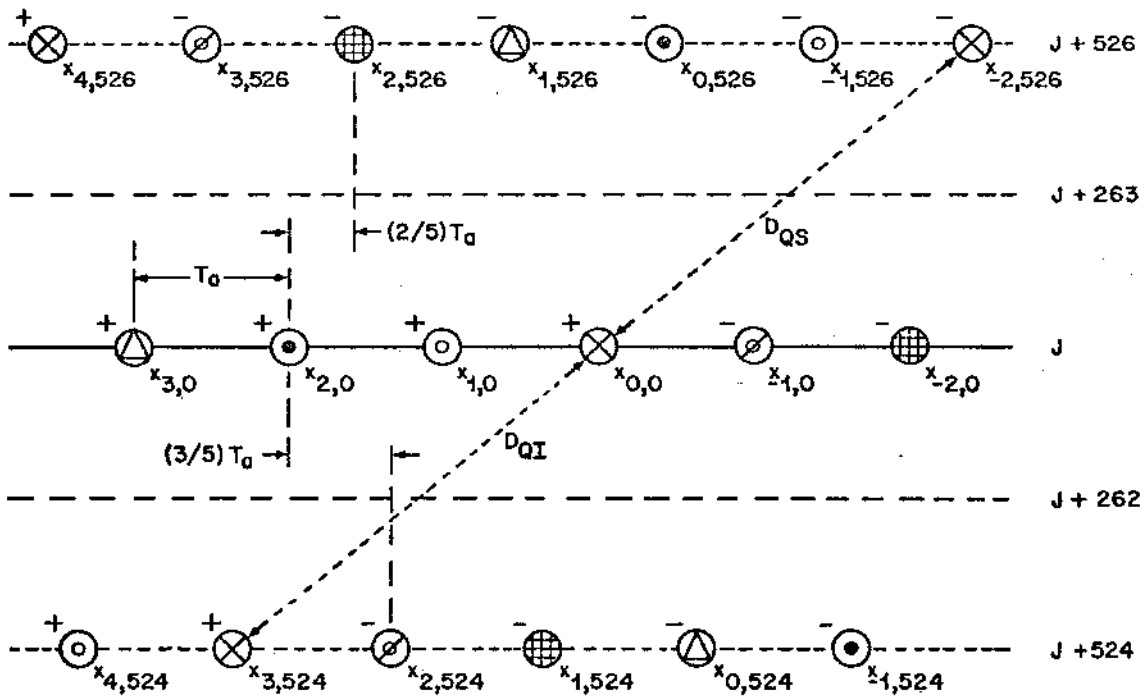 + − − − − − −
J + 526
x4,526 x3,526 x2,526 x1,526 x0,526 x-1,526 x-2,526
J + 263
(2/5)Ta
DQS
Ta
+ + + + − −
J
x3,0 x2,0 x1,0 x0,0 x-1,0 x-2,0
(3/5)Ta
DQI
J + 262
+ + − − − −
J + 524
x4,524 x3,524 x2,524 x1,524 x0,524 x-1,524